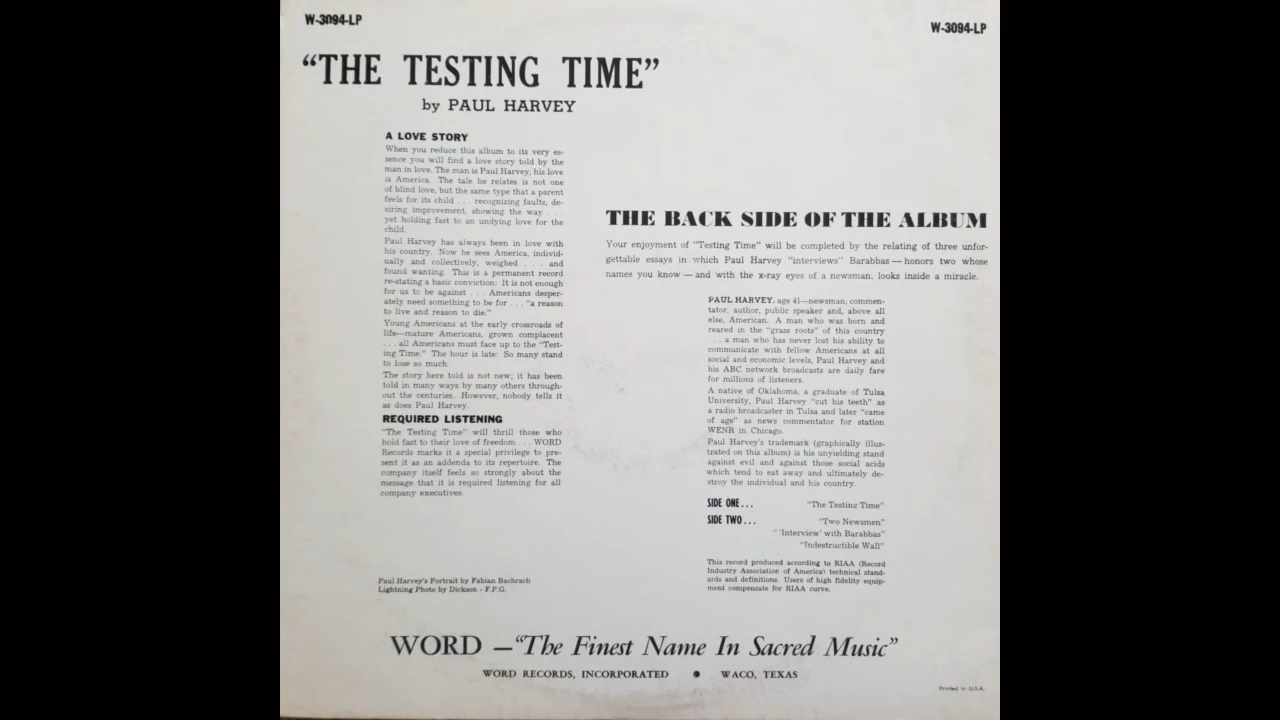 W-3094-LP
W-3094-LP
“THE TESTING TIME”
by PAUL HARVEY
A LOVE STORY
When you reduce this album to its very es-
sence you will find a love story told by the
man in love. The man is Paul Harvey, his love
is America. The tale he relates is not one
of blind love, but the same type that a parent
feels for its child . . . recognizing faults, de-
siring improvement, showing the way . . .
yet holding fast to an undying love for the
child.
Paul Harvey has always been in love with
his country. Now he sees America, individ-
ually and collectively, weighed . . . and
found wanting. This is a permanent record
re-stating a basic conviction: It is not enough
for us to be against . . . Americans desper-
ately need something to be for . . . “a reason
to live and reason to die.”
Young Americans at the early crossroads of
life—mature Americans, grown complacent
. . . all Americans must face up to the “Test-
ing Time.” The hour is late: So many stand
to lose so much.
The story here told is not new; it has been
told in many ways by many others through-
out the centuries. However, nobody tells it
as does Paul Harvey.
REQUIRED LISTENING
“The Testing Time” will thrill those who
hold fast to their love of freedom . . . WORD
Records marks it a special privilege to pre-
sent it as an addenda to its repertoire. The
company itself feels so strongly about the
message that it is required listening for all
company executives.
Paul Harvey's Portrait by Fabian Bachrach
Lightning Photo by Dickson - F.P.G.
THE BACK SIDE OF THE ALBUM
Your enjoyment of “Testing Time” will be completed by the relating of three unfor-
gettable essays in which Paul Harvey “interviews” Barabbas — honors two whose
names you know — and with the x-ray eyes of a newsman, looks inside a miracle.
PAUL HARVEY, age 41—newsman, commen-
tator, author, public speaker and, above all
else, American. A man who was born and
reared in the “grass roots” of this country
. . . a man who has never lost his ability to
communicate with fellow Americans at all
social and economic levels, Paul Harvey and
his ABC network broadcasts are daily fare
for millions of listeners.
A native of Oklahoma, a graduate of Tulsa
University, Paul Harvey “cut his teeth” as
a radio broadcaster in Tulsa and later “came
of age” as news commentator for station
WENR in Chicago.
Paul Harvey's trademark (graphically illus-
trated on this album) is his unyielding stand
against evil and against those social acids
which tend to eat away and ultimately de-
stroy the individual and his country.
SIDE ONE . . . “The Testing Time”
SIDE TWO . . . “Two Newsmen”
“ 'Interview' with Barabbas”
“Indestructible Wall”
This record produced according to RIAA (Record
Industry Association of America) technical stand-
ards and definitions. Users of high fidelity equip-
ment compensate for RIAA curve.
WORD —“The Finest Name In Sacred Music”
WORD RECORDS, INCORPORATED ● WACO, TEXAS
Printed in U.S.A.